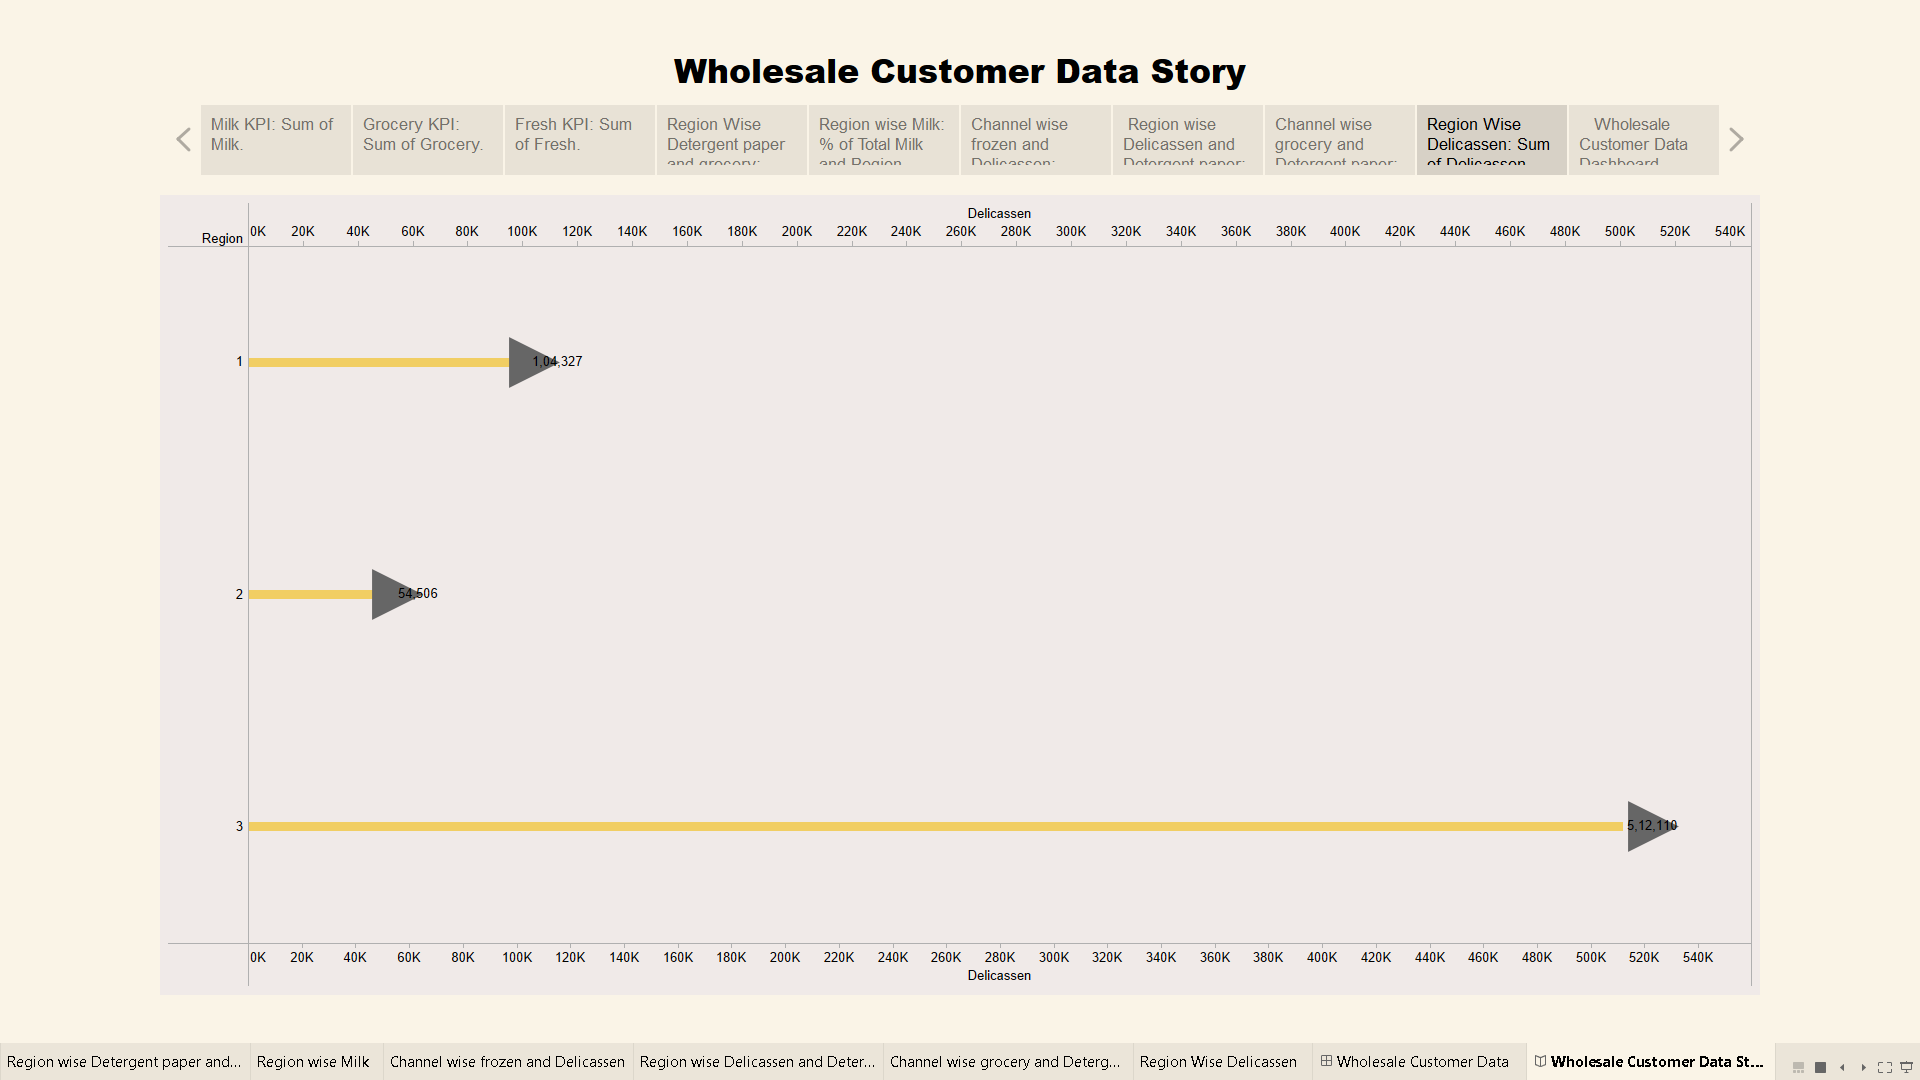 Wholesale Customer Data Story
Milk KPI: Sum of
Milk.
Grocery KPI:
Sum of Grocery.
Fresh KPI: Sum
of Fresh.
Region Wise
Detergent paper
and grocery:
Region wise Milk:
% of Total Milk
and Region
Channel wise
frozen and
Delicassen:
Region wise
Delicassen and
Detergent paper:
Channel wise
grocery and
Detergent paper:
Region Wise
Delicassen: Sum
of Delicassen
Wholesale
Customer Data
Dashboard
Delicassen
Region 0K 20K 40K 60K 80K 100K 120K 140K 160K 180K 200K 220K 240K 260K 280K 300K 320K 340K 360K 380K 400K 420K 440K 460K 480K 500K 520K 540K
1 1,04,327
2 54,506
3 5,12,110
0K 20K 40K 60K 80K 100K 120K 140K 160K 180K 200K 220K 240K 260K 280K 300K 320K 340K 360K 380K 400K 420K 440K 460K 480K 500K 520K 540K
Delicassen
Region wise Detergent paper and... Region wise Milk Channel wise frozen and Delicassen Region wise Delicassen and Deter... Channel wise grocery and Deterg... Region Wise Delicassen Wholesale Customer Data Wholesale Customer Data St...